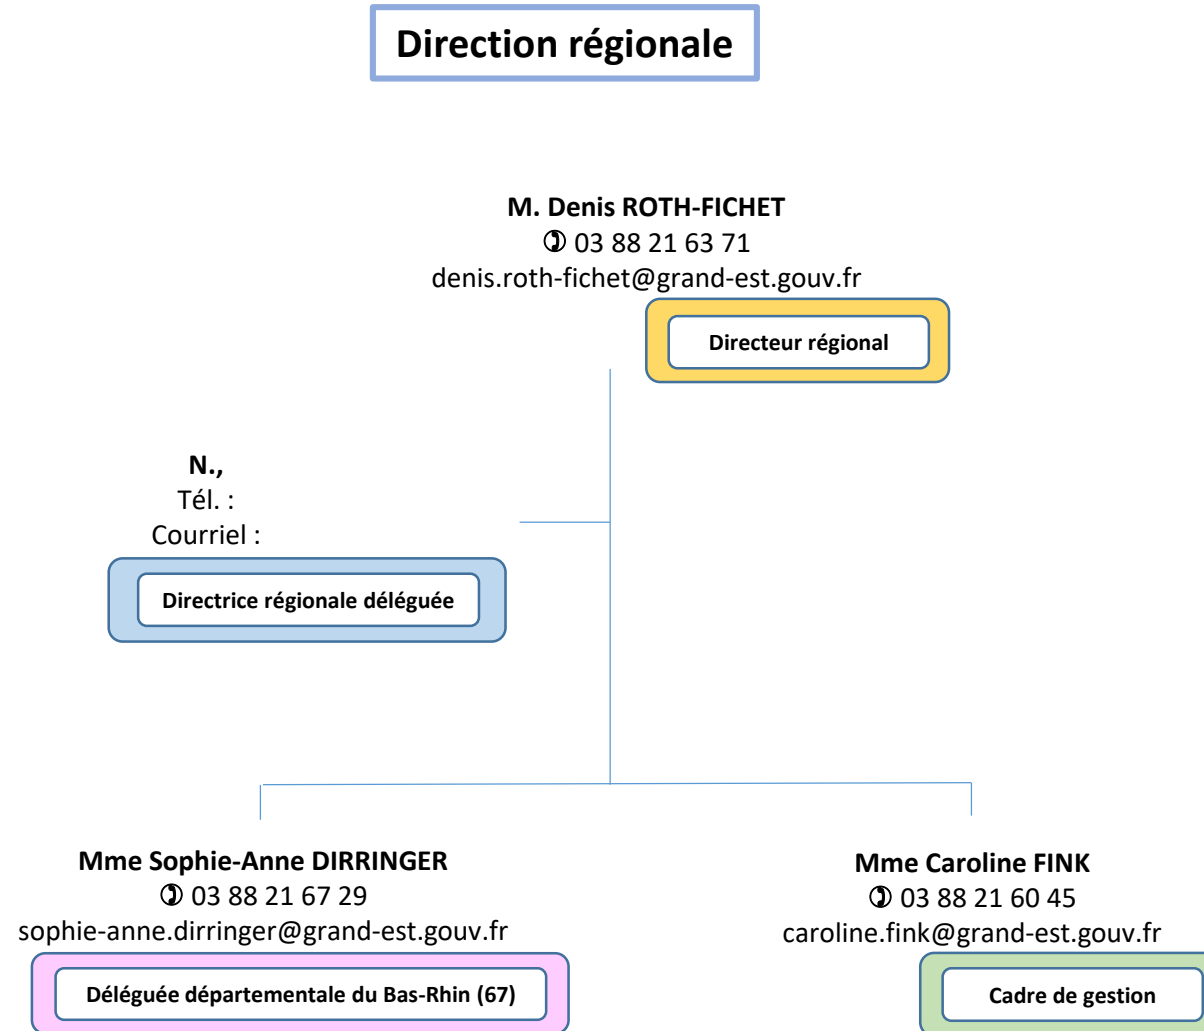 Direction régionale
M. Denis ROTH-FICHET
✆ 03 88 21 63 71
denis.roth-fichet@grand-est.gouv.fr
Directeur régional
N.,
Tél. :
Courriel :
Directrice régionale déléguée
Mme Sophie-Anne DIRRINGER
✆ 03 88 21 67 29
sophie-anne.dirringer@grand-est.gouv.fr
Déléguée départementale du Bas-Rhin (67)
Mme Caroline FINK
✆ 03 88 21 60 45
caroline.fink@grand-est.gouv.fr
Cadre de gestion